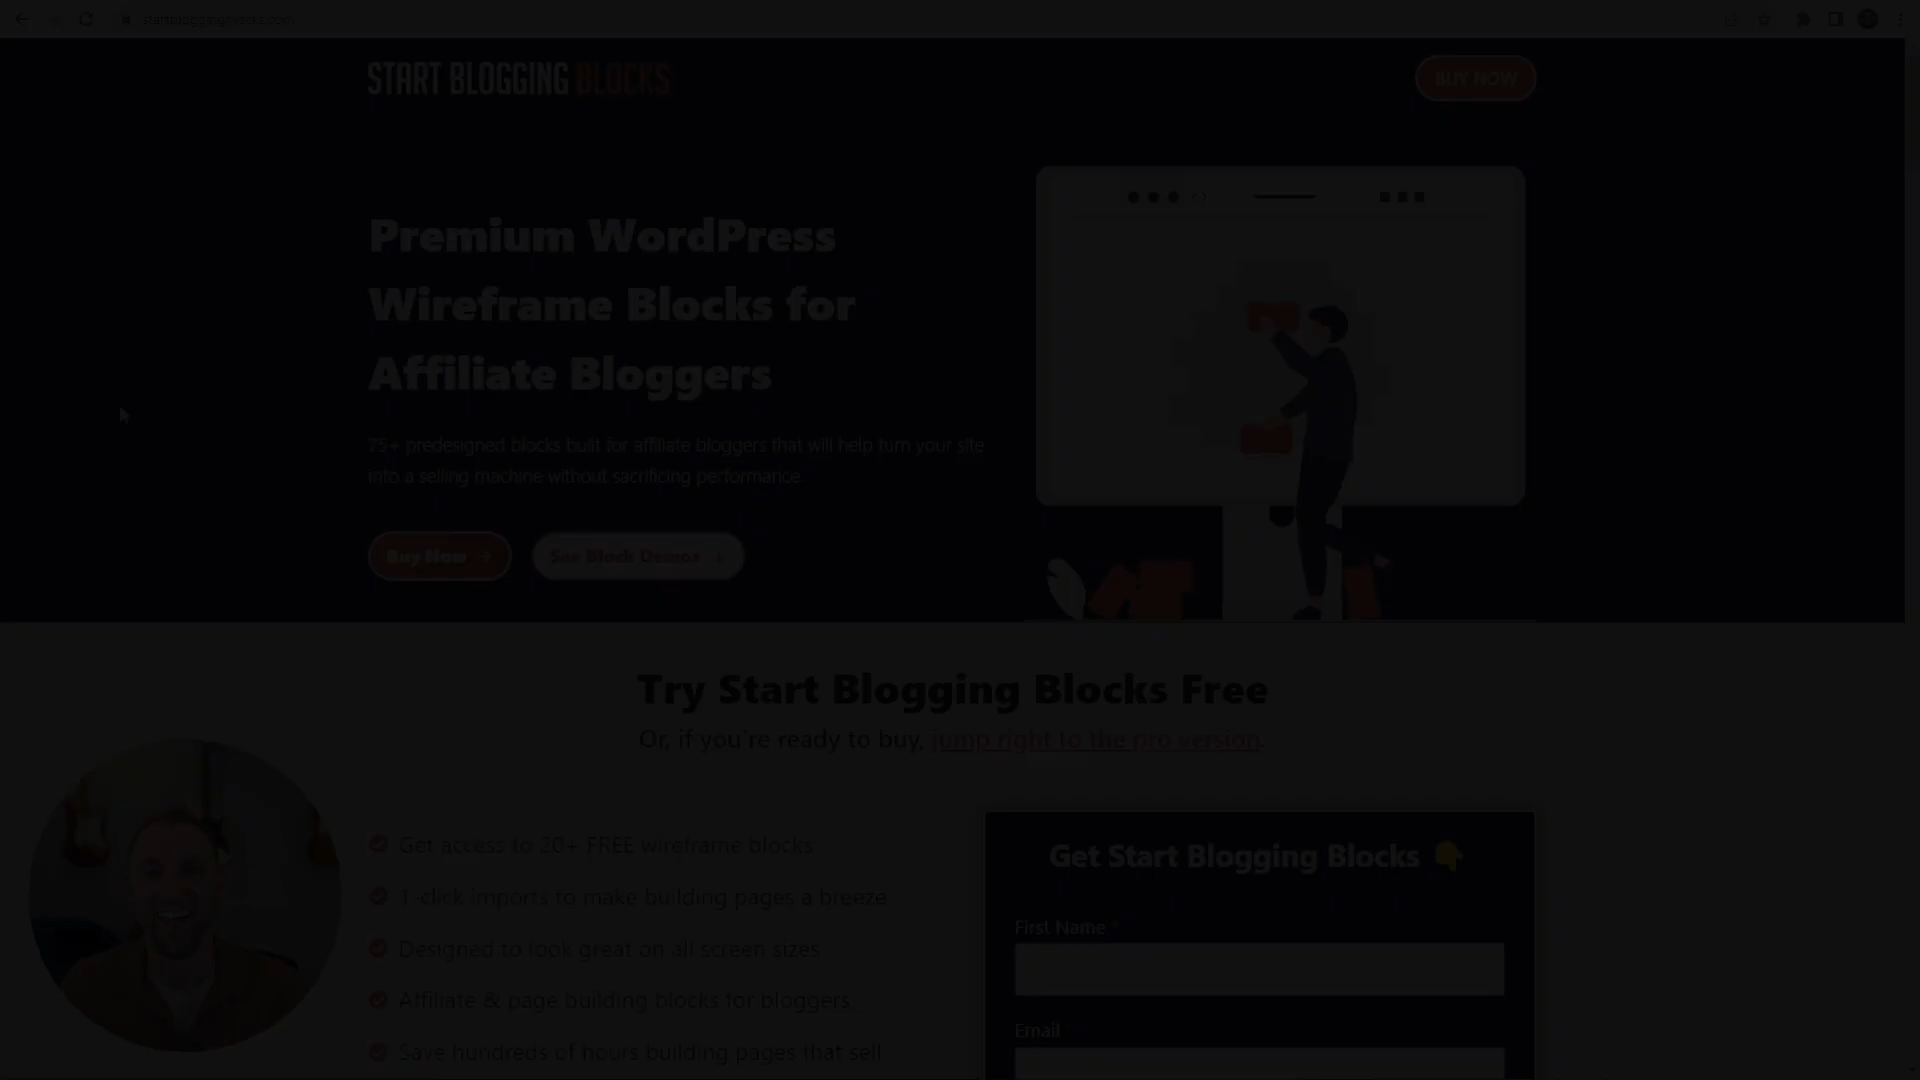 startbloggingblocks.com
START BLOGGING BLOCKS
BUY NOW
Premium WordPress
Wireframe Blocks for
Affiliate Bloggers
75+ predesigned blocks built for affiliate bloggers that will help turn your site
into a selling machine without sacrificing performance
Buy Now →
See Block Demos
Try Start Blogging Blocks Free
Or, if you're ready to buy, jump right to the pro version.
Get access to 20+ FREE wireframe blocks
1-click imports to make building pages a breeze
Designed to look great on all screen sizes
Affiliate & page building blocks for bloggers
Save hundreds of hours building pages that sell
Get Start Blogging Blocks 👇
First Name *
Email *